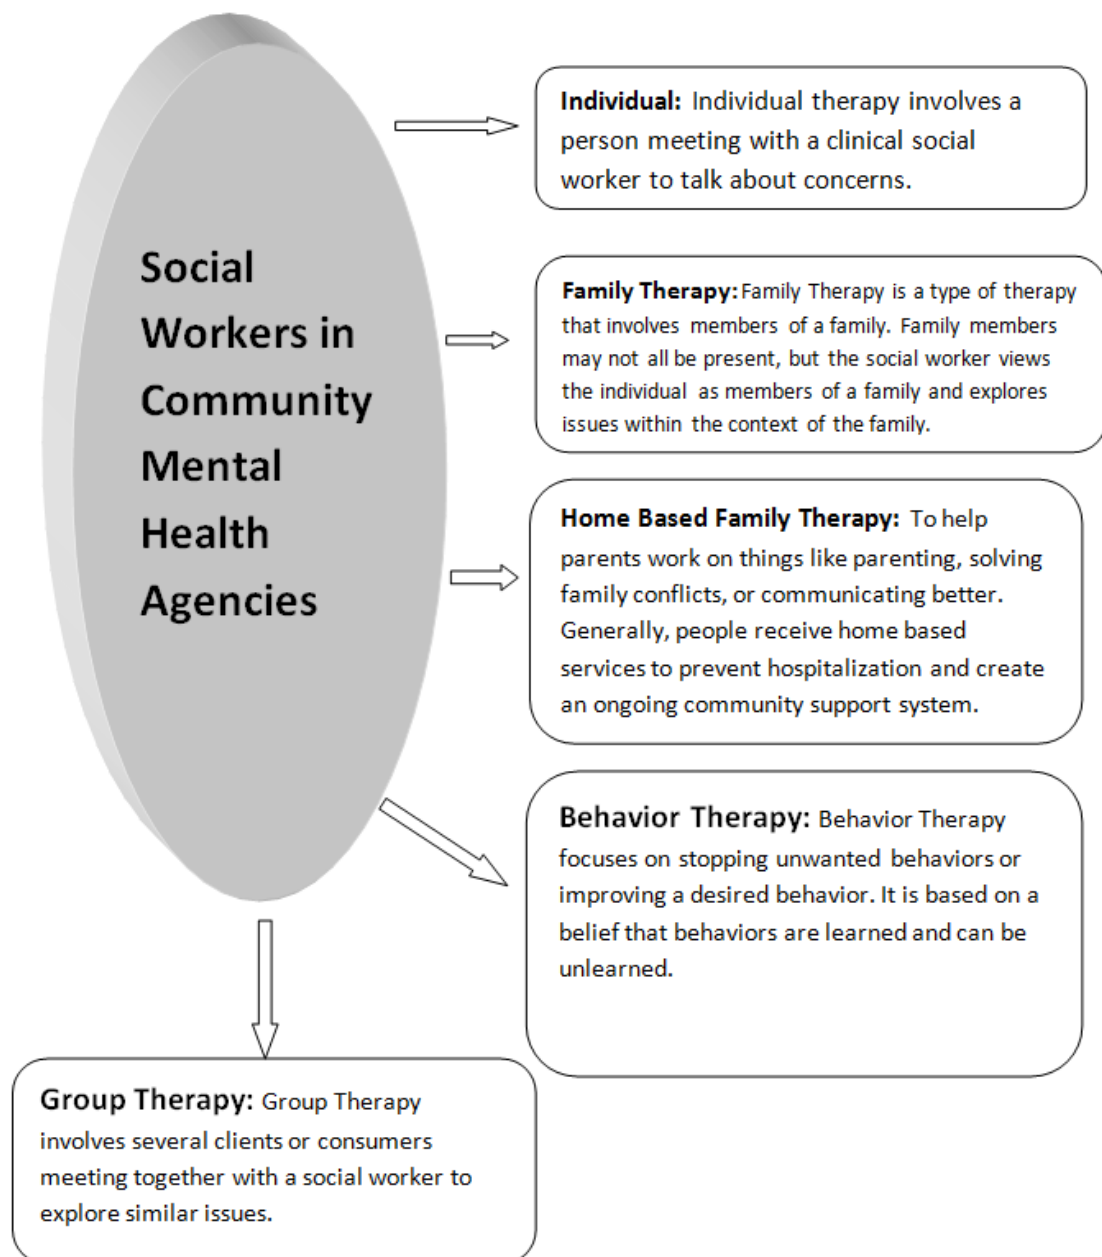 Social
Workers in
Community
Mental
Health
Agencies
Individual: Individual therapy involves a
person meeting with a clinical social
worker to talk about concerns.
Family Therapy: Family Therapy is a type of therapy
that involves members of a family. Family members
may not all be present, but the social worker views
the individual as members of a family and explores
issues within the context of the family.
Home Based Family Therapy: To help
parents work on things like parenting, solving
family conflicts, or communicating better.
Generally, people receive home based
services to prevent hospitalization and create
an ongoing community support system.
Behavior Therapy: Behavior Therapy
focuses on stopping unwanted behaviors or
improving a desired behavior. It is based on a
belief that behaviors are learned and can be
unlearned.
Group Therapy: Group Therapy
involves several clients or consumers
meeting together with a social worker to
explore similar issues.